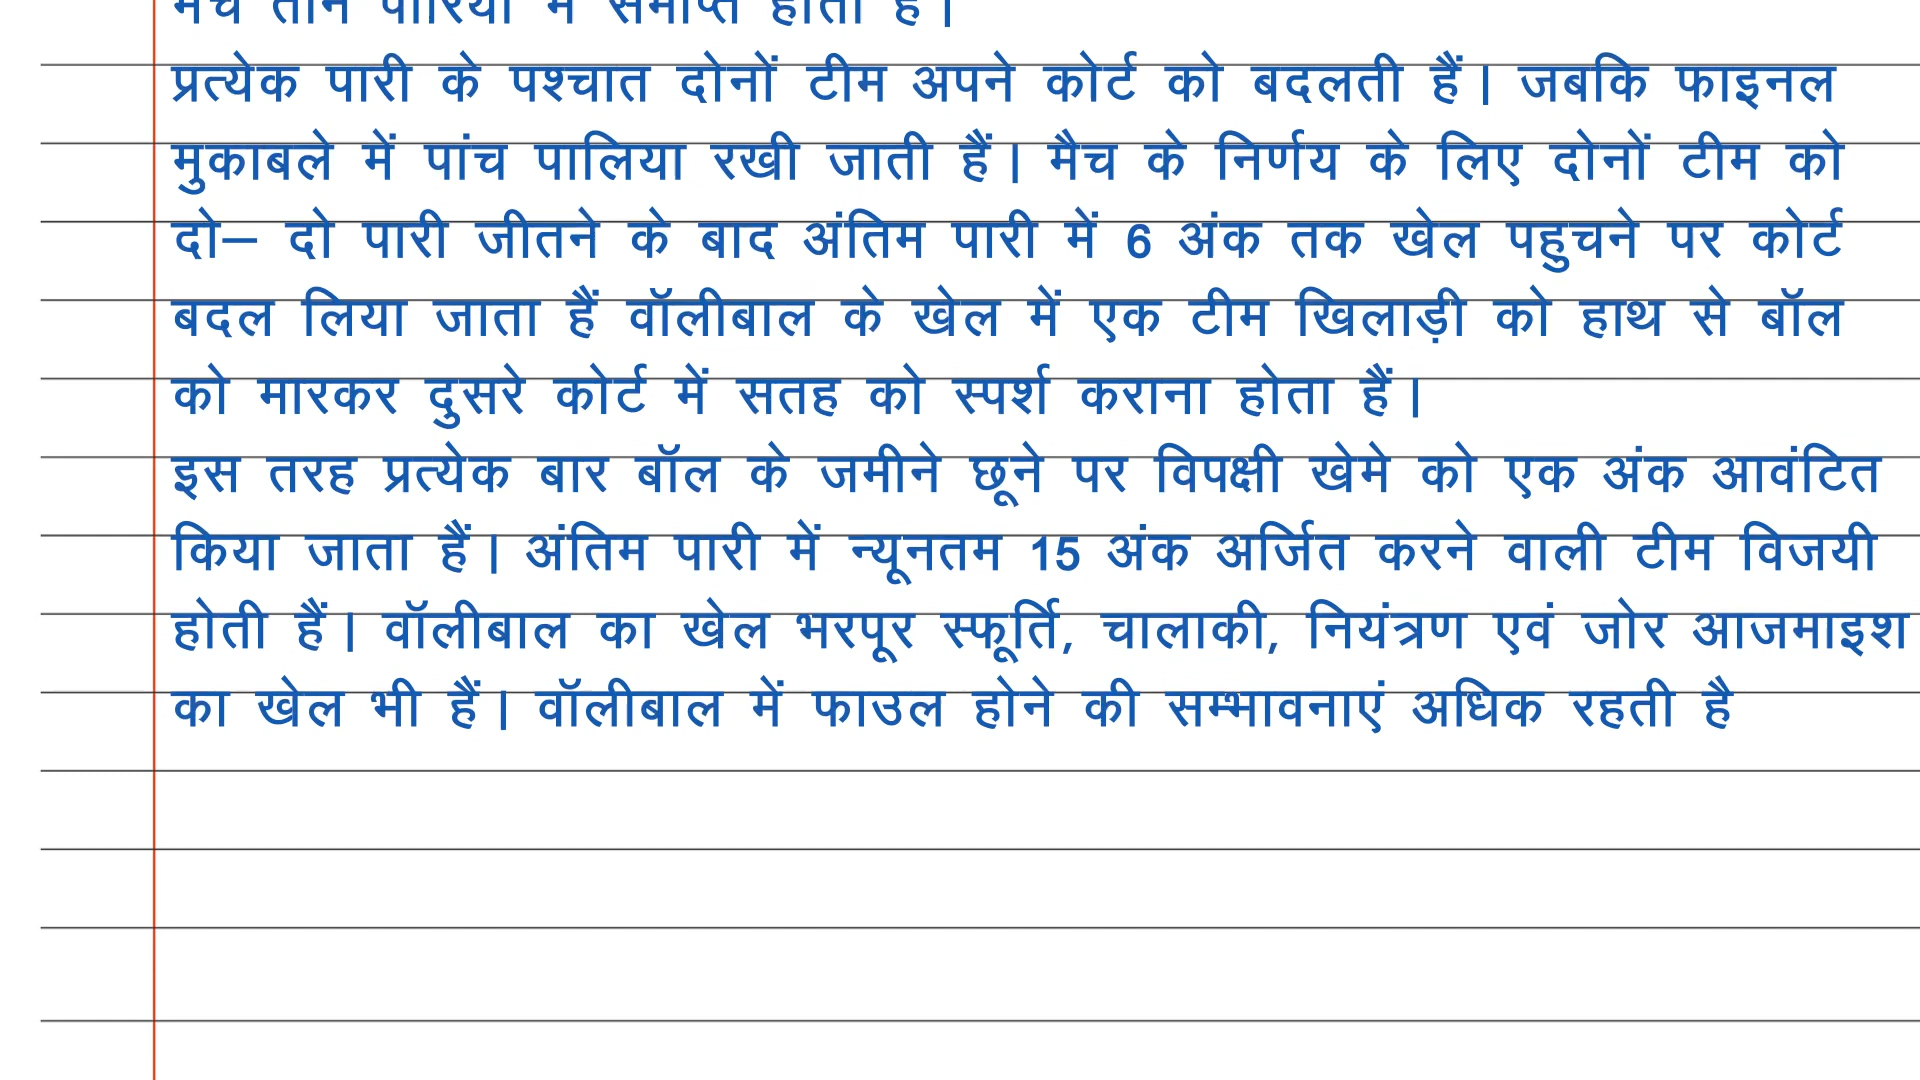 मैच तीन पारियों में समाप्त होता है।
प्रत्येक पारी के पश्चात दोनों टीम अपने कोर्ट को बदलती हैं। जबकि फाइनल
मुकाबले में पांच पालिया रखी जाती हैं। मैच के निर्णय के लिए दोनों टीम को
दो– दो पारी जीतने के बाद अंतिम पारी में 6 अंक तक खेल पहुचने पर कोर्ट
बदल लिया जाता हैं वॉलीबाल के खेल में एक टीम खिलाड़ी को हाथ से बॉल
को मारकर दुसरे कोर्ट में सतह को स्पर्श कराना होता हैं।
इस तरह प्रत्येक बार बॉल के जमीने छूने पर विपक्षी खेमे को एक अंक आवंटित
किया जाता हैं। अंतिम पारी में न्यूनतम 15 अंक अर्जित करने वाली टीम विजयी
होती हैं। वॉलीबाल का खेल भरपूर स्फूर्ति, चालाकी, नियंत्रण एवं जोर आजमाइश
का खेल भी हैं। वॉलीबाल में फाउल होने की सम्भावनाएं अधिक रहती है